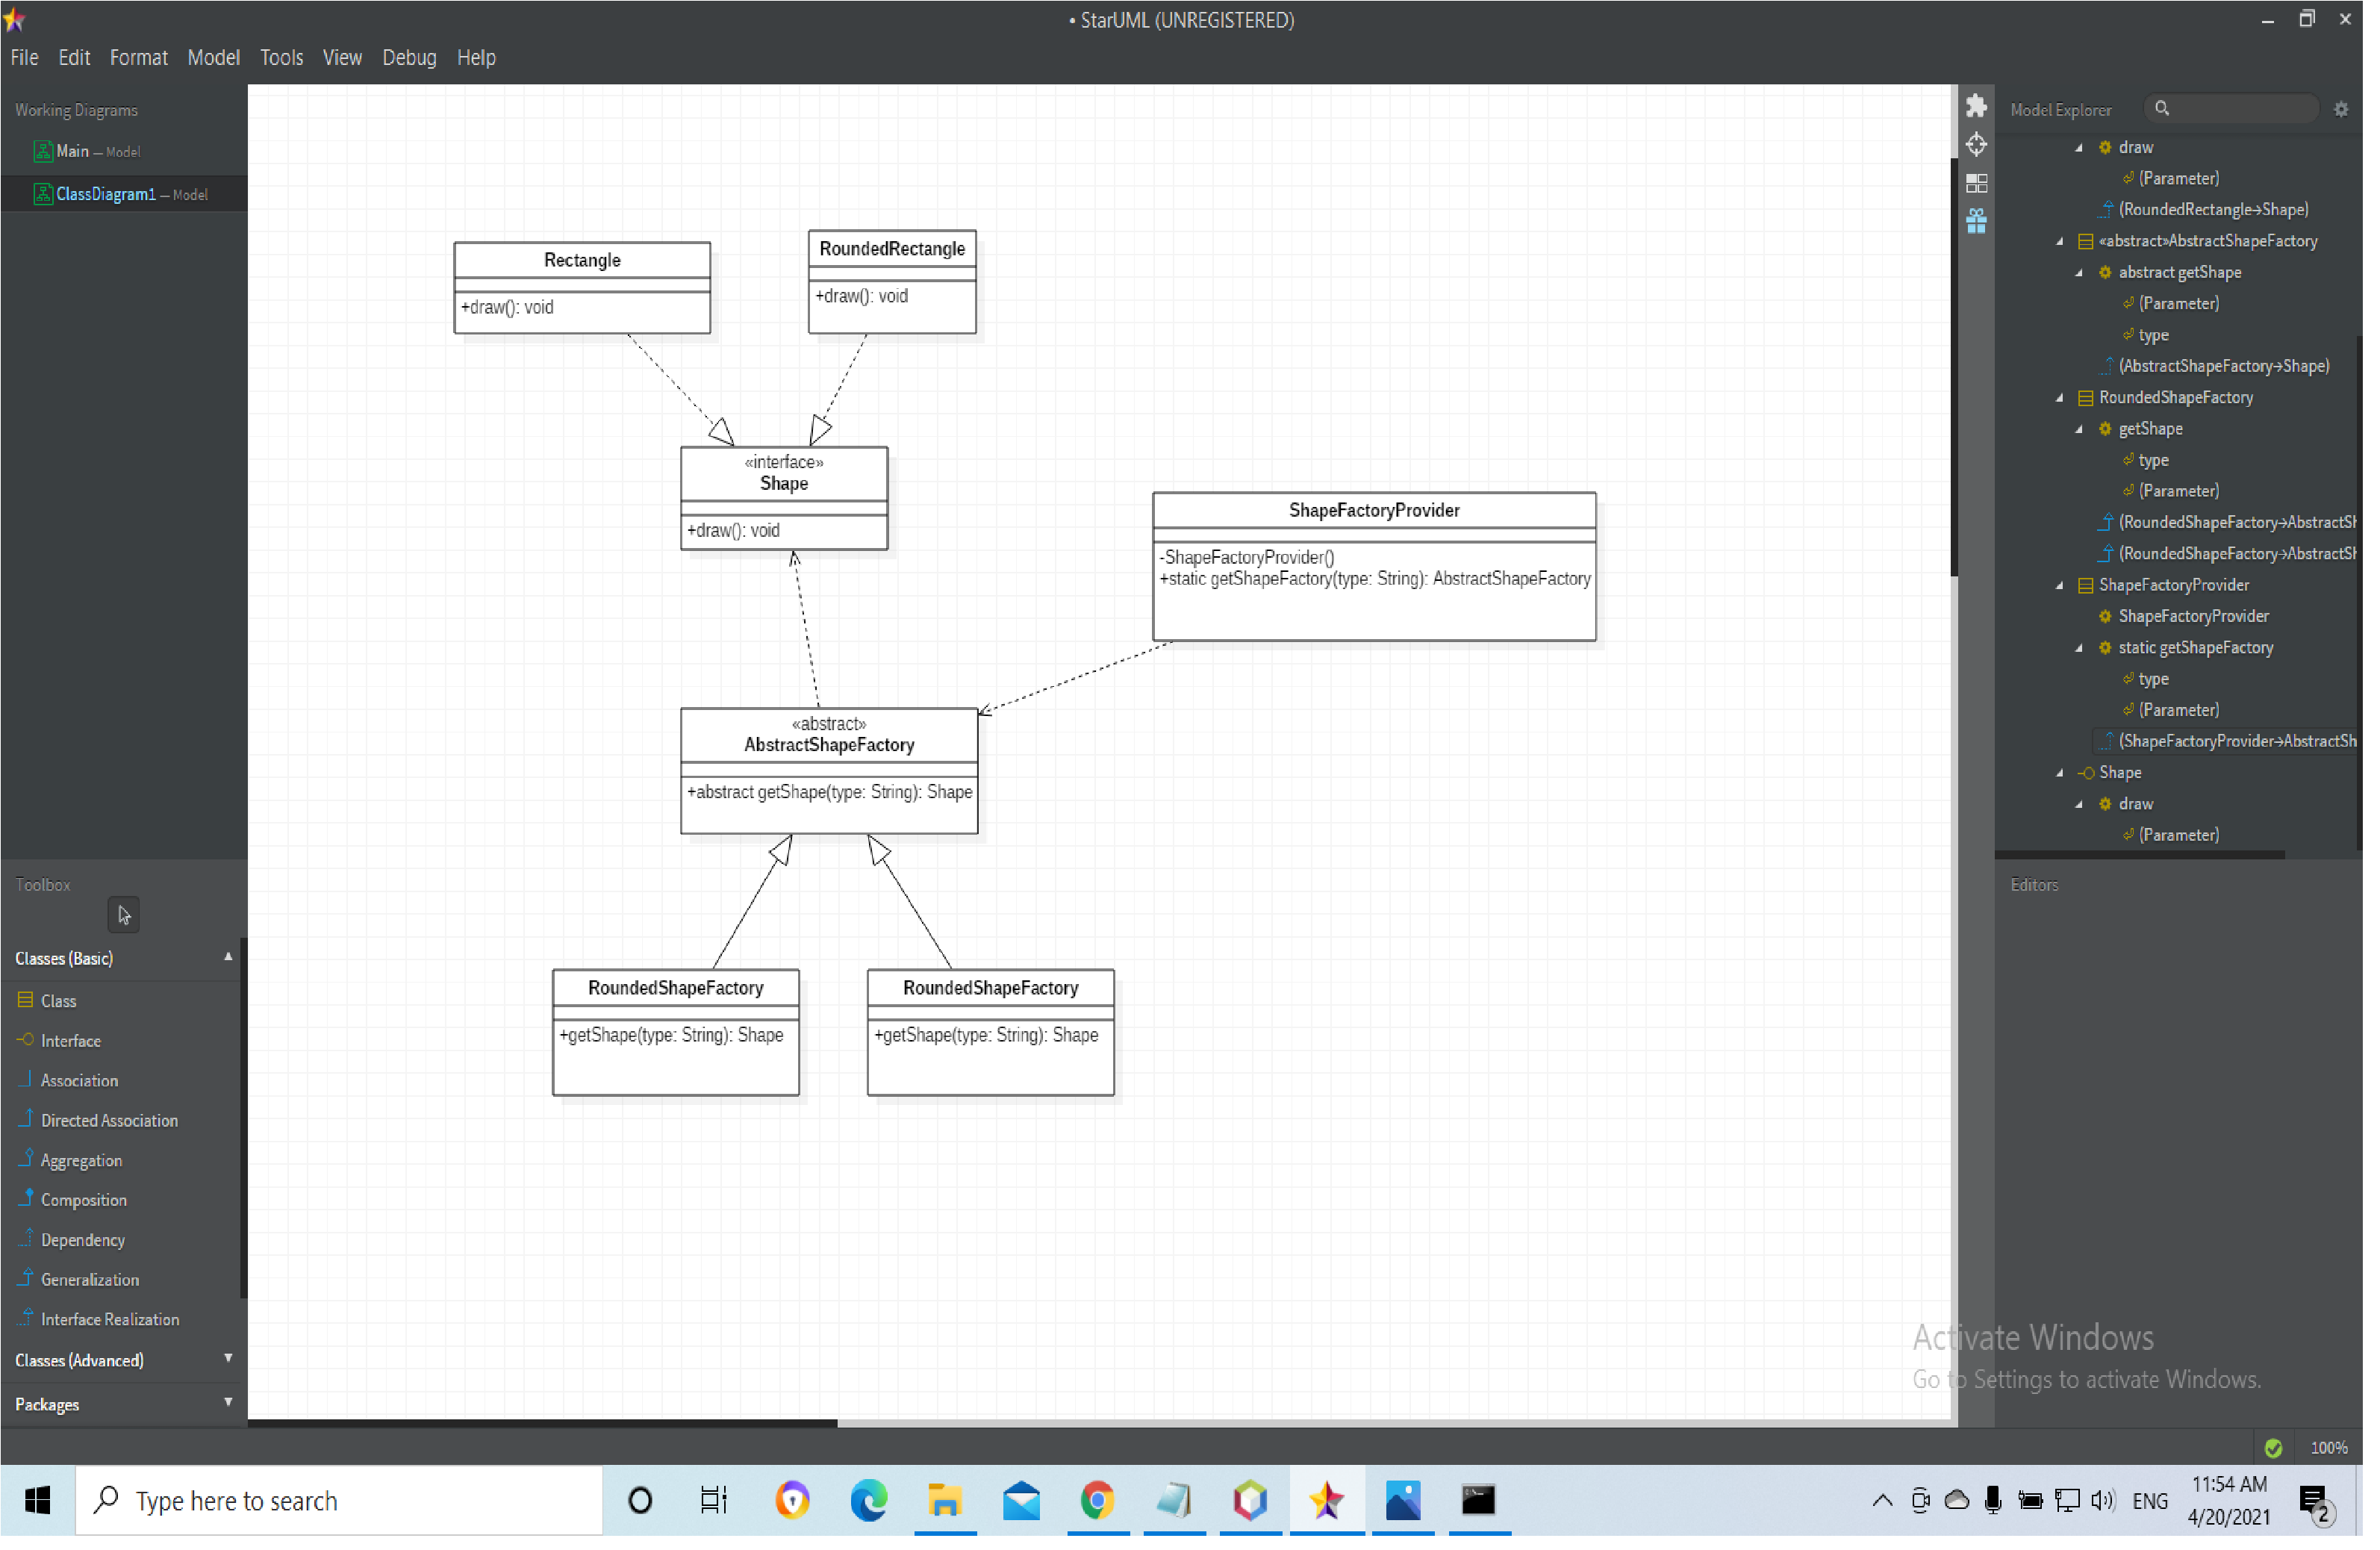 • StarUML (UNREGISTERED)
File Edit Format Model Tools View Debug Help
Working Diagrams
Main — Model
ClassDiagram1 — Model
Toolbox
Classes (Basic)
Class
Interface
Association
Directed Association
Aggregation
Composition
Dependency
Generalization
Interface Realization
Classes (Advanced)
Packages
Rectangle
+draw(): void
RoundedRectangle
+draw(): void
«interface»
Shape
+draw(): void
ShapeFactoryProvider
-ShapeFactoryProvider()
+static getShapeFactory(type: String): AbstractShapeFactory
«abstract»
AbstractShapeFactory
+abstract getShape(type: String): Shape
RoundedShapeFactory
+getShape(type: String): Shape
RoundedShapeFactory
+getShape(type: String): Shape
Model Explorer
draw
(Parameter)
(RoundedRectangle→Shape)
«abstract»AbstractShapeFactory
abstract getShape
(Parameter)
type
(AbstractShapeFactory→Shape)
RoundedShapeFactory
getShape
type
(Parameter)
(RoundedShapeFactory→AbstractSh
(RoundedShapeFactory→AbstractSh
ShapeFactoryProvider
ShapeFactoryProvider
static getShapeFactory
type
(Parameter)
(ShapeFactoryProvider→AbstractSh
Shape
draw
(Parameter)
Editors
Activate Windows
Go to Settings to activate Windows.
100%
Type here to search
ENG
11:54 AM
4/20/2021
2